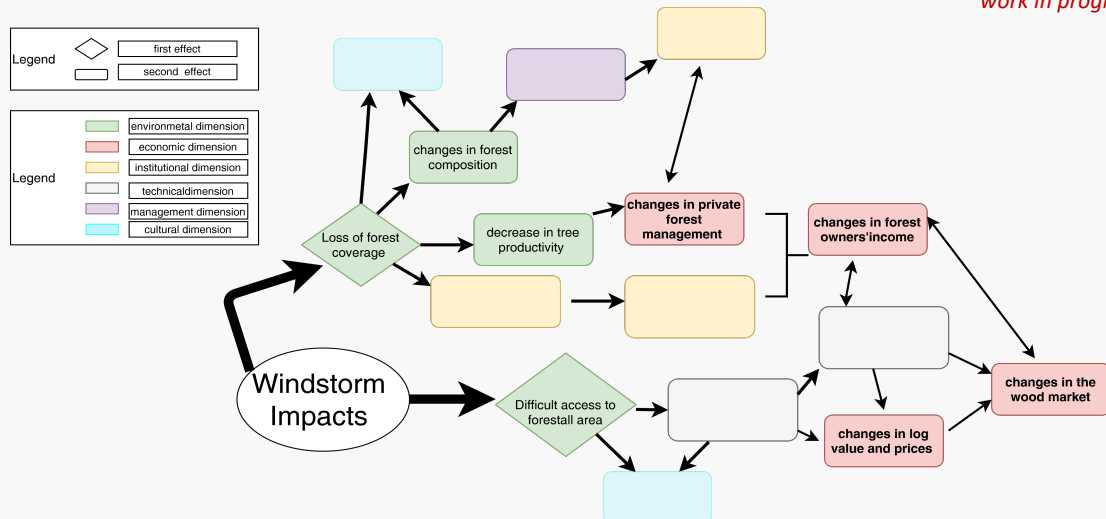 work in progr
Legend
first effect
second effect
Legend
environmetal dimension
economic dimension
institutional dimension
technicaldimension
management dimension
cultural dimension
changes in forest
composition
Loss of forest
coverage
decrease in tree
productivity
changes in private
forest
management
changes in forest
owners'income
Windstorm
Impacts
Difficult access to
forestall area
changes in the
wood market
changes in log
value and prices